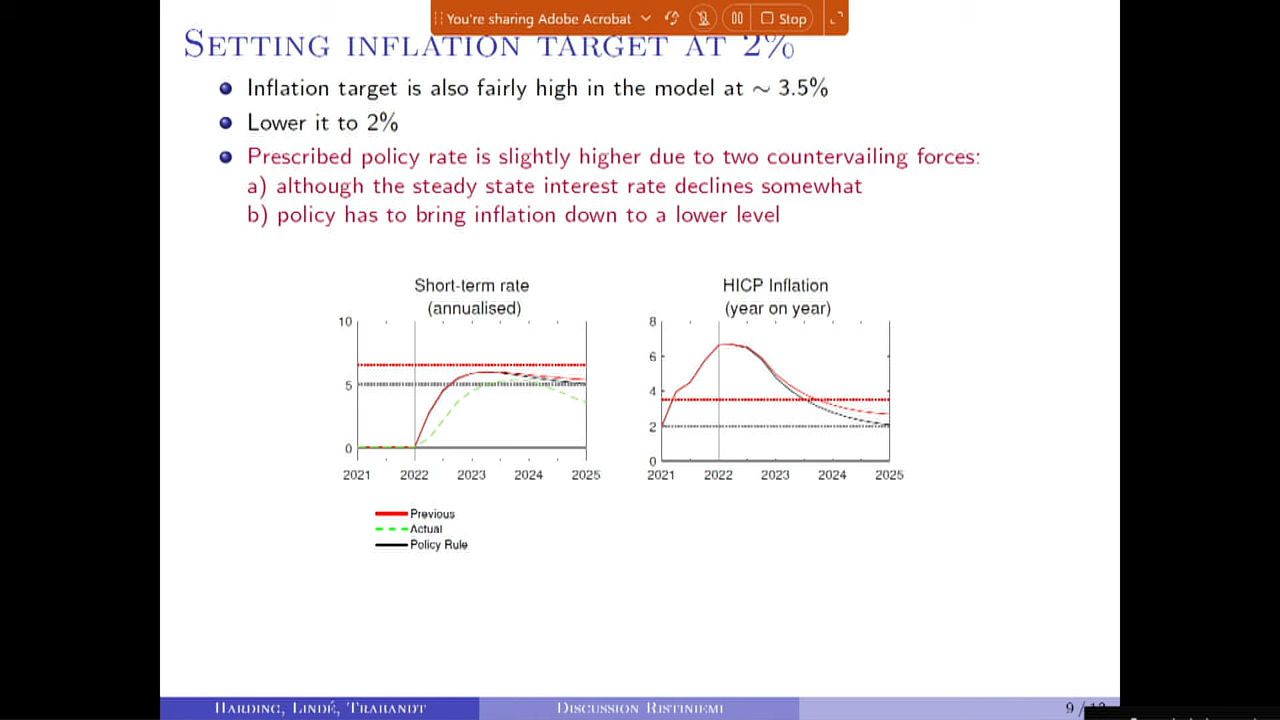 You're sharing Adobe Acrobat
Stop
SETTING INFLATION TARGET AT 2%
Inflation target is also fairly high in the model at ~ 3.5%
Lower it to 2%
Prescribed policy rate is slightly higher due to two countervailing forces:
a) although the steady state interest rate declines somewhat
b) policy has to bring inflation down to a lower level
Short-term rate
(annualised)
10
5
0
2021 2022 2023 2024 2025
HICP Inflation
(year on year)
8
6
4
2
0
2021 2022 2023 2024 2025
Previous
Actual
Policy Rule
HARDING, LINDÉ, TRABANDT
DISCUSSION RISTINIEMI
9 /